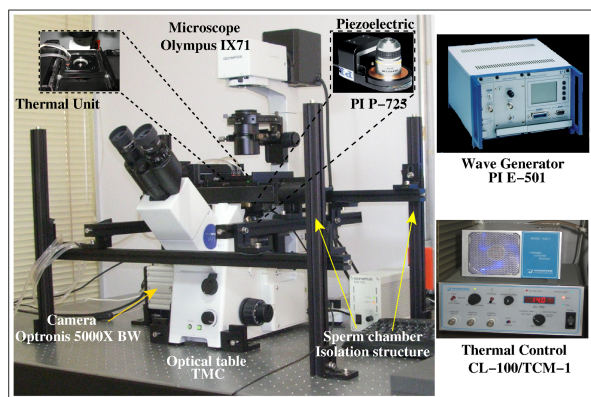 Microscope
Olympus IX71
Piezoelectric
Thermal Unit
PI P-725
Wave Generator
PI E-501
Camera
Optronis 5000X BW
Optical table
TMC
Sperm chamber
Isolation structure
Thermal Control
CL-100/TCM-1
OLYMPUS